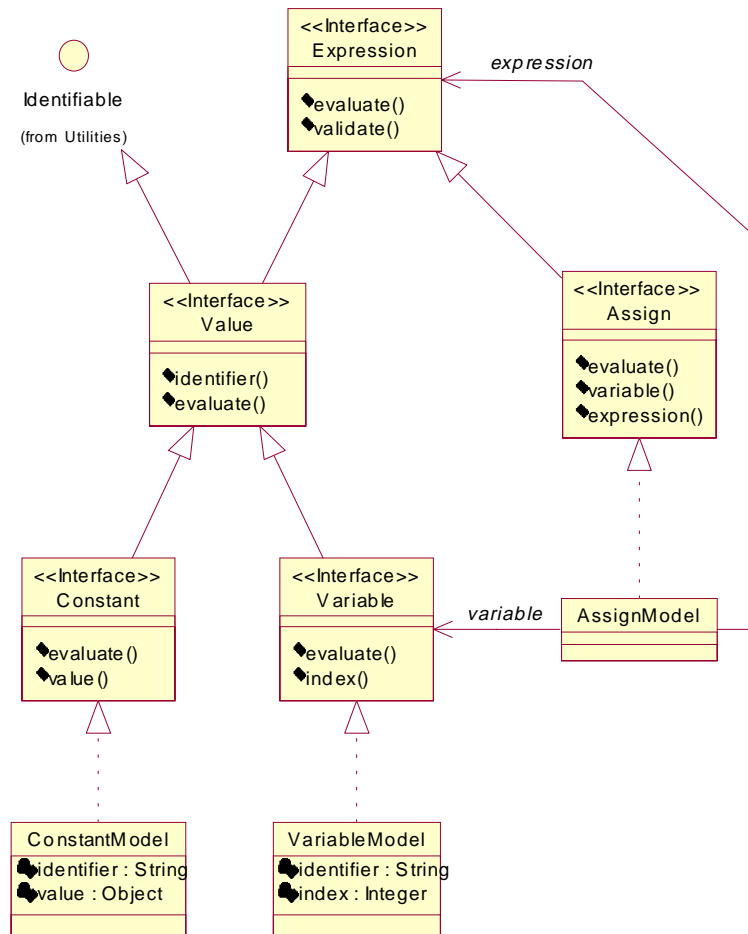 <<Interface>>
Expression
evaluate()
validate()
expression
Identifiable
(from Utilities)
<<Interface>>
Value
identifier()
evaluate()
<<Interface>>
Assign
evaluate()
variable()
expression()
<<Interface>>
Constant
evaluate()
value()
<<Interface>>
Variable
evaluate()
index()
variable
AssignModel
ConstantModel
identifier : String
value : Object
VariableModel
identifier : String
index : Integer